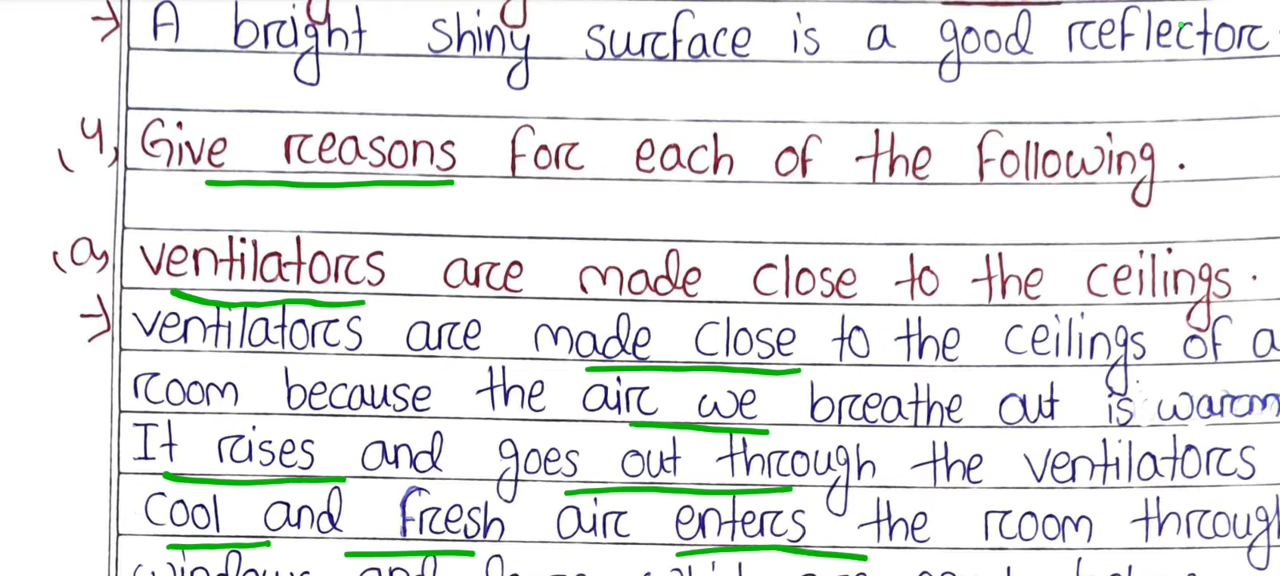 → A bright shiny surface is a good reflector
(4) Give reasons for each of the following.
(a) ventilators are made close to the ceilings.
→ ventilators are made close to the ceilings of a
room because the air we breathe out is warm
It rises and goes out through the ventilators
cool and fresh air enters the room through
windows and